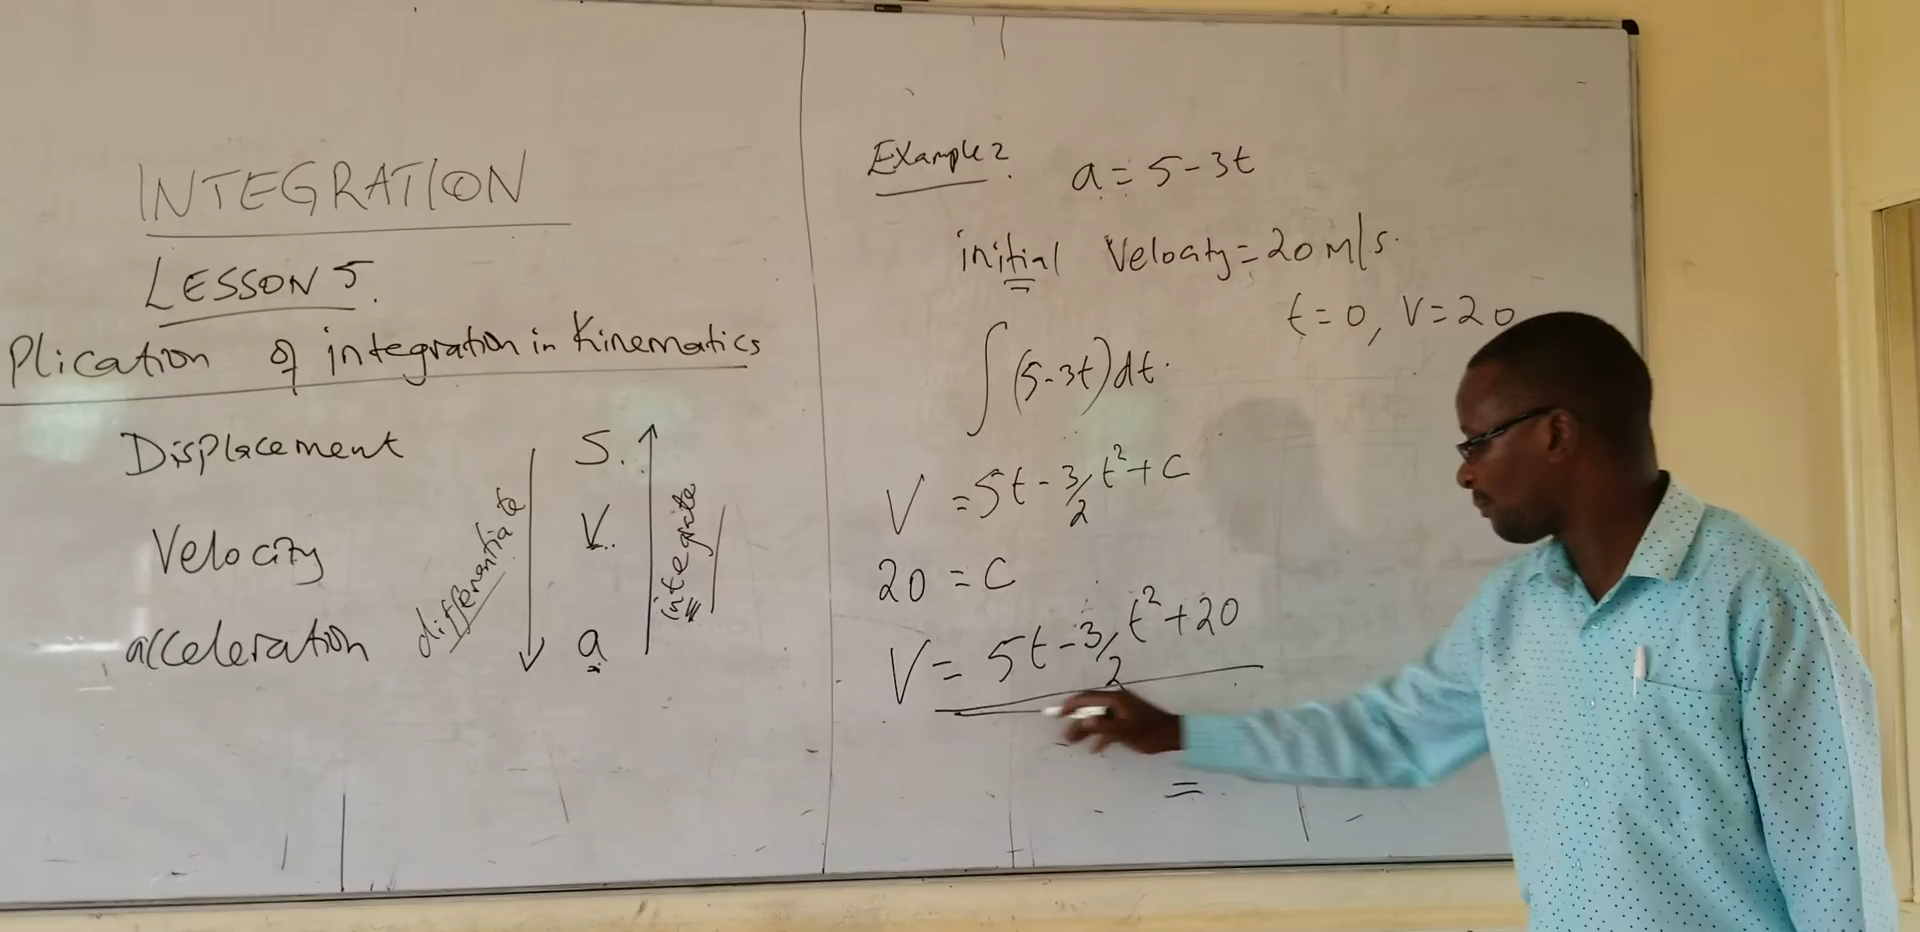 INTEGRATION
LESSON 5.
Plication of integration in Kinematics
Displacement
Velocity
acceleration
differentiate
S.
V
a
integrate
Example 2.
a = 5 - 3t
initial Velocity = 20 m/s.
t = 0, V = 20
∫(5-3t)dt.
V = 5t - 3/2 t² + C
20 = C
V = 5t - 3/2 t² + 20
=